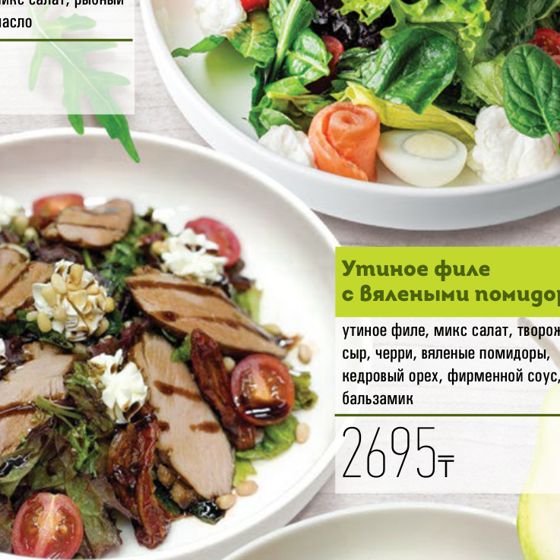 микс салат, рыбный
масло
Утиное филе
с вялеными помидор
утиное филе, микс салат, творож
сыр, черри, вяленые помидоры,
кедровый орех, фирменной соус,
бальзамик
2695₸